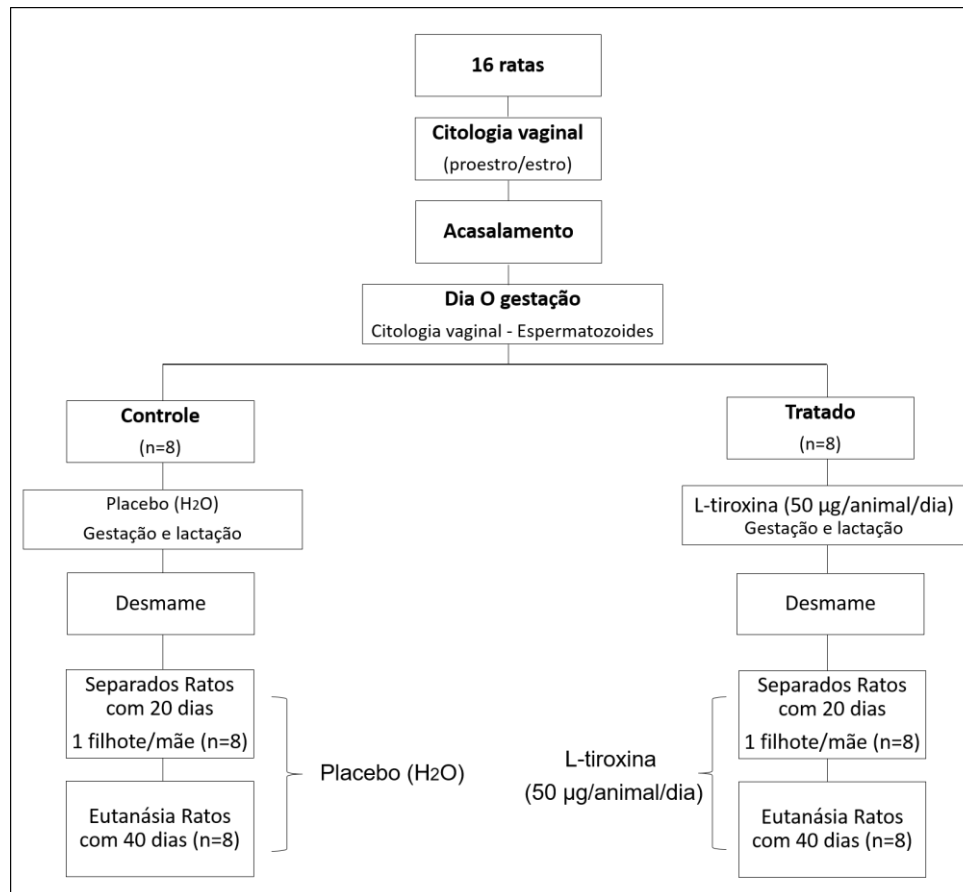 16 ratas
Citologia vaginal
(proestro/estro)
Acasalamento
Dia O gestação
Citologia vaginal - Espermatozoides
Controle
(n=8)
Placebo (H2O)
Gestação e lactação
Desmame
Separados Ratos
com 20 dias
1 filhote/mãe (n=8)
Eutanásia Ratos
com 40 dias (n=8)
Placebo (H2O)
Tratado
(n=8)
L-tiroxina (50 µg/animal/dia)
Gestação e lactação
Desmame
Separados Ratos
com 20 dias
1 filhote/mãe (n=8)
Eutanásia Ratos
com 40 dias (n=8)
L-tiroxina
(50 µg/animal/dia)